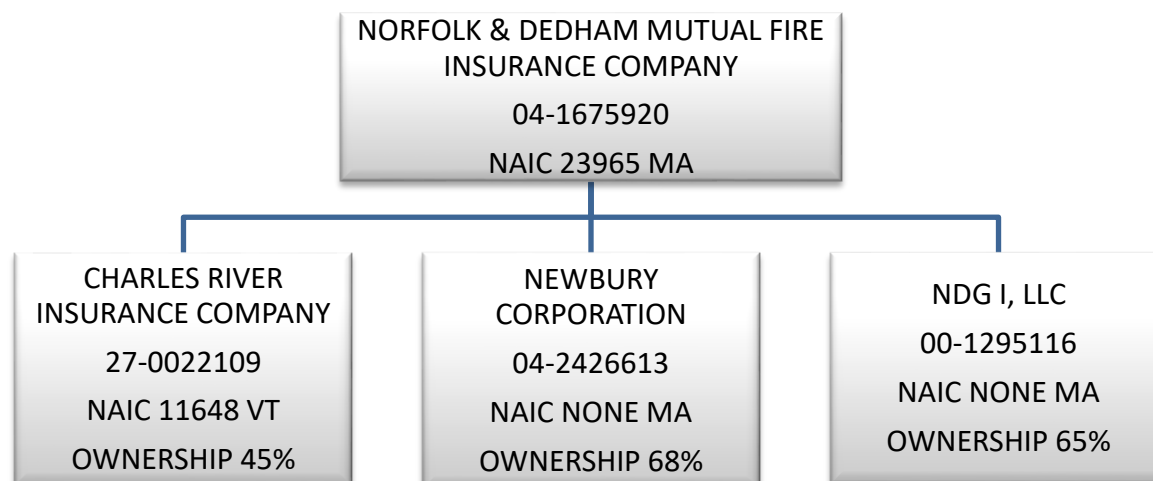 NORFOLK & DEDHAM MUTUAL FIRE
INSURANCE COMPANY
04-1675920
NAIC 23965 MA
CHARLES RIVER
INSURANCE COMPANY
27-0022109
NAIC 11648 VT
OWNERSHIP 45%
NEWBURY
CORPORATION
04-2426613
NAIC NONE MA
OWNERSHIP 68%
NDG I, LLC
00-1295116
NAIC NONE MA
OWNERSHIP 65%